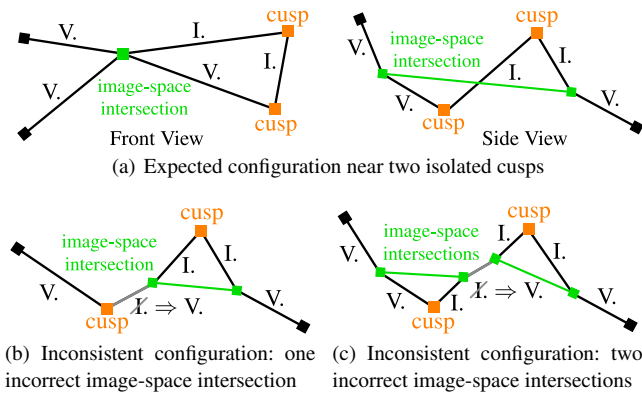 cusp
V.
I.
I.
V.
V.
image-space
intersection
cusp
Front View
cusp
V.
image-space
intersection
I.
I.
V.
cusp
V.
Side View
(a) Expected configuration near two isolated cusps
cusp
image-space
intersection
I.
I.
V.
cusp
I. ⇒ V.
V.
(b) Inconsistent configuration: one
incorrect image-space intersection
cusp
image-space
intersections
I.
I.
V.
V.
cusp
I.
I. ⇒ V.
V.
(c) Inconsistent configuration: two
incorrect image-space intersections